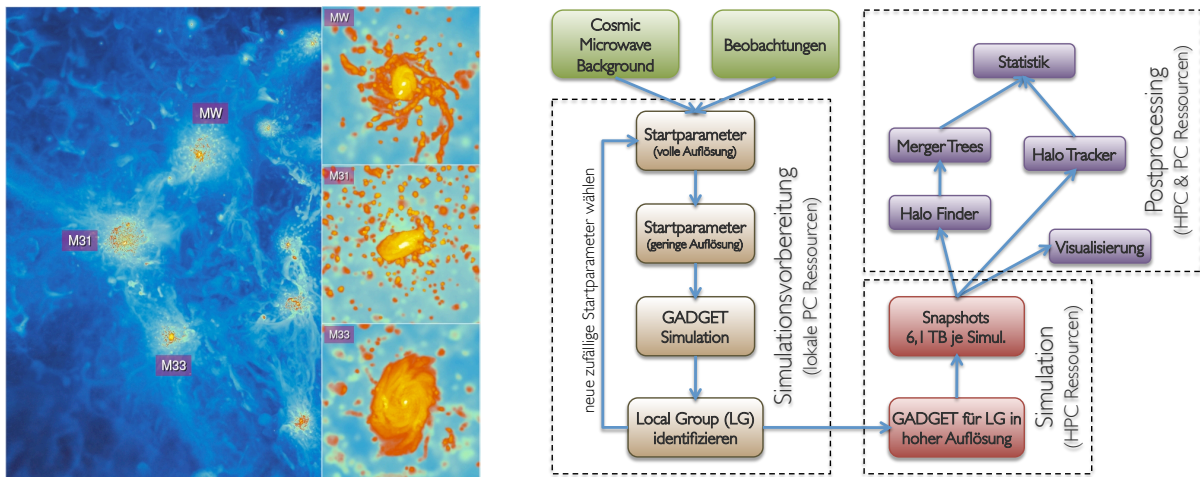 MW
M31
M33
MW
M31
M33
Cosmic
Microwave
Background
Beobachtungen
Startparameter
(volle Auflösung)
Startparameter
(geringe Auflösung)
GADGET
Simulation
Local Group (LG)
identifizieren
neue zufällige Startparameter wählen
Simulationsvorbereitung
(lokale PC Ressourcen)
Statistik
Merger Trees
Halo Tracker
Halo Finder
Visualisierung
Postprocessing
(HPC & PC Ressourcen)
Snapshots
6,1 TB je Simul.
GADGET für LG in
hoher Auflösung
Simulation
(HPC Ressourcen)